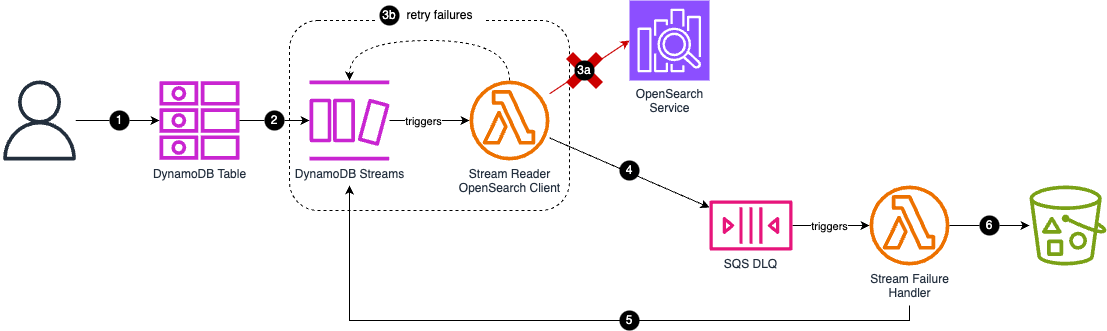 3b retry failures
3a
OpenSearch
Service
1
2
triggers
DynamoDB Table
DynamoDB Streams
Stream Reader
OpenSearch Client
4
triggers
6
SQS DLQ
Stream Failure
Handler
5